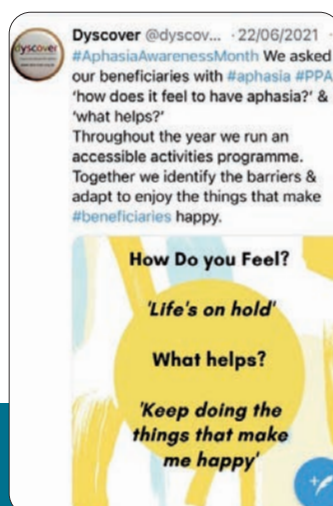 Dyscover @dyscov... · 22/06/2021
#AphasiaAwarenessMonth We asked
our beneficiaries with #aphasia #PPA
‘how does it feel to have aphasia?’ &
‘what helps?’
Throughout the year we run an
accessible activities programme.
Together we identify the barriers &
adapt to enjoy the things that make
#beneficiaries happy.
How Do you Feel?
'Life's on hold'
What helps?
'Keep doing the
things that make
me happy'
dyscover